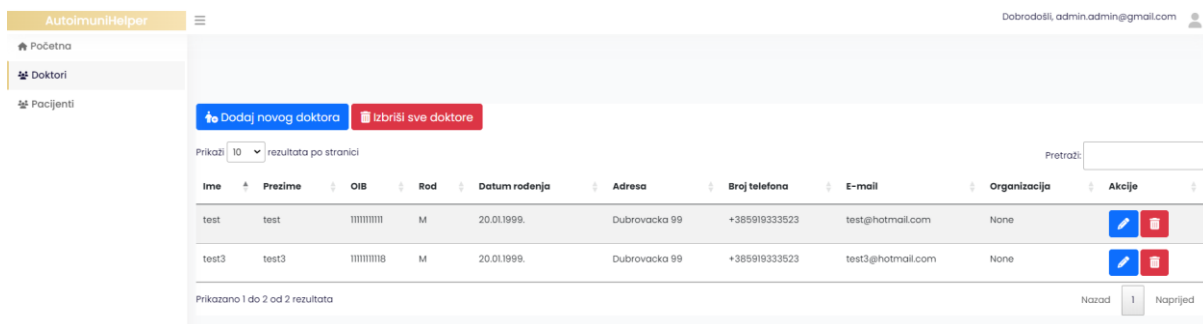 AutoimuniHelper
Dobrodošli, admin.admin@gmail.com
Početna
Doktori
Pacijenti
Dodaj novog doktora Izbriši sve doktore
Prikaži 10 rezultata po stranici
Pretraži:
Ime Prezime OIB Rod Datum rođenja Adresa Broj telefona E-mail Organizacija Akcije
test test 11111111111 M 20.01.1999. Dubrovacka 99 +385919333523 test@hotmail.com None
test3 test3 11111111118 M 20.01.1999. Dubrovacka 99 +385919333523 test3@hotmail.com None
Prikazano 1 do 2 od 2 rezultata
Nazad 1 Naprijed